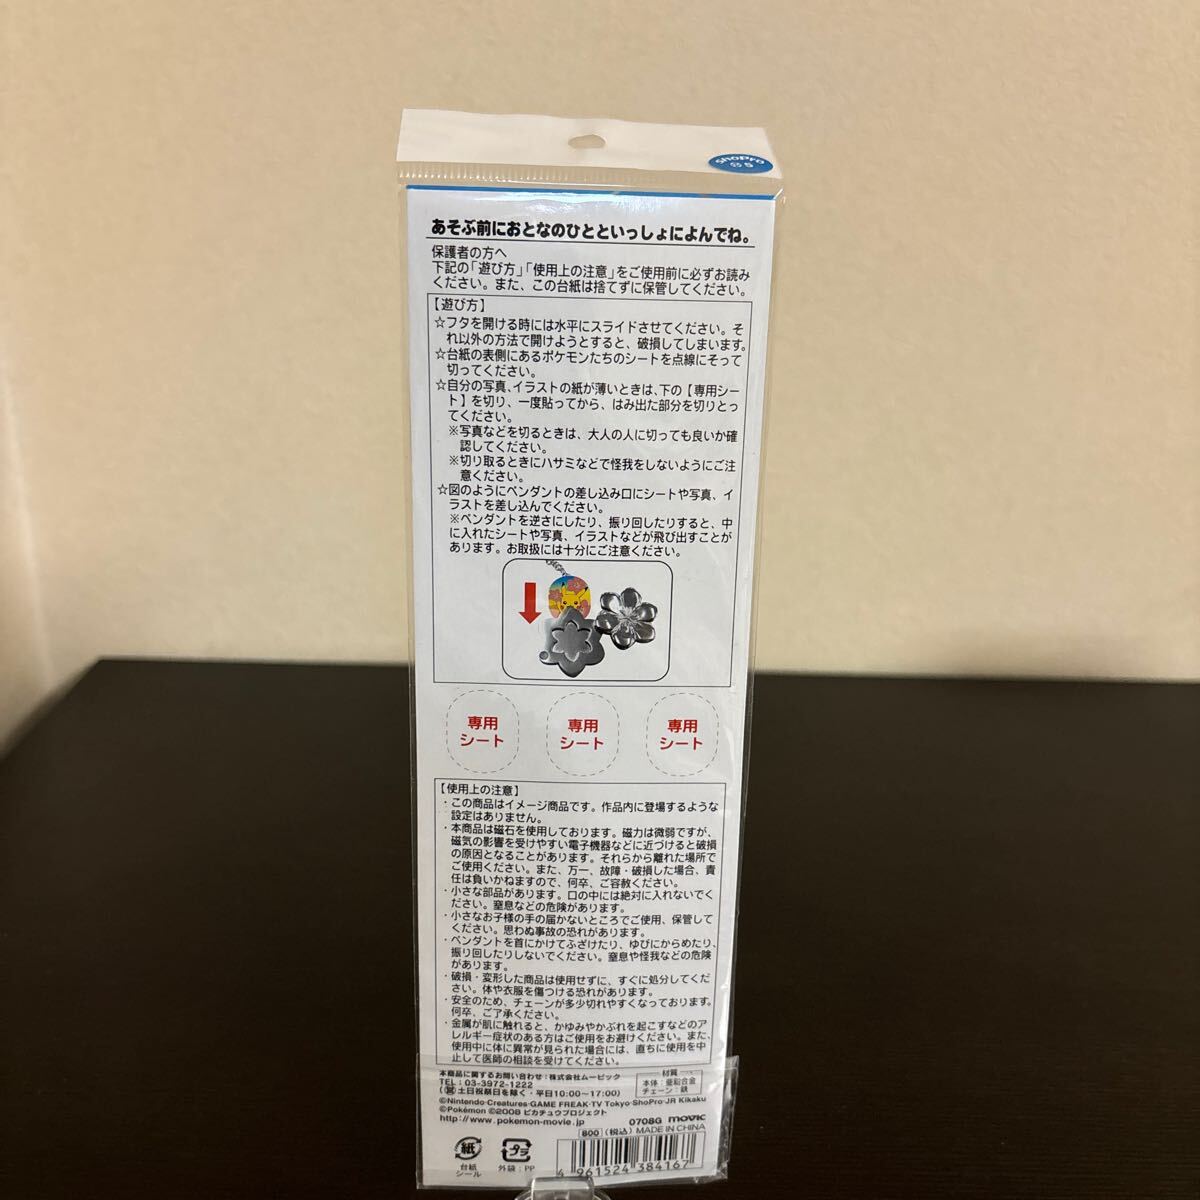 ShoPro
S
あそぶ前におとなのひとといっしょによんでね。
保護者の方へ
下記の「遊び方」「使用上の注意」をご使用前に必ずお読み
ください。また、この台紙は捨てずに保管してください。
【遊び方】
☆フタを開ける時には水平にスライドさせてください。そ
れ以外の方法で開けようとすると、破損してしまいます。
☆台紙の表側にあるポケモンたちのシートを点線にそって
切ってください。
☆自分の写真、イラストの紙が薄いときは、下の【専用シー
ト】を切り、一度貼ってから、はみ出た部分を切りとっ
てください。
※写真などを切るときは、大人の人に切っても良いか確
認してください。
※切り取るときにハサミなどで怪我をしないようにご注
意ください。
☆図のようにペンダントの差し込み口にシートや写真、イ
ラストを差し込んでください。
※ペンダントを逆さにしたり、振り回したりすると、中
に入れたシートや写真、イラストなどが飛び出すことが
あります。お取扱には十分にご注意ください。
専用
シート
専用
シート
専用
シート
【使用上の注意】
・この商品はイメージ商品です。作品内に登場するような
設定はありません。
・本商品は磁石を使用しております。磁力は微弱ですが、
磁気の影響を受けやすい電子機器などに近づけると破損
の原因となることがあります。それらから離れた場所で
ご使用ください。また、万一、故障・破損した場合、責
任は負いかねますので、何卒、ご容赦ください。
・小さな部品があります。口の中には絶対に入れないでく
ださい。窒息などの危険があります。
・小さなお子様の手の届かないところでご使用、保管して
ください。思わぬ事故の恐れがあります。
・ペンダントを首にかけてふざけたり、ゆびにからめたり、
振り回したりしないでください。窒息や怪我などの危険
があります。
・破損・変形した商品は使用せずに、すぐに処分してくだ
さい。体や衣服を傷つける恐れがあります。
・安全のため、チェーンが多少切れやすくなっております。
何卒、ご了承ください。
・金属が肌に触れると、かゆみやかぶれを起こすなどのア
レルギー症状のある方はご使用をお避けください。また、
使用中に体に異常が見られた場合には、直ちに使用を中
止して医師の相談を受けてください。
本商品に関するお問い合わせ：株式会社ムービック
TEL：03-3972-1222
(土日祝祭日を除く・平日10:00〜17:00)
材質
本体：亜鉛合金
チェーン：鉄
©Nintendo・Creatures・GAME FREAK・TV Tokyo・ShoPro・JR Kikaku
©Pokémon ©2008 ピカチュウプロジェクト
http://www.pokemon-movie.jp
0708G movic
800 (税込) MADE IN CHINA
紙
台紙
シール
プラ
外袋：PP
4 961524 384167